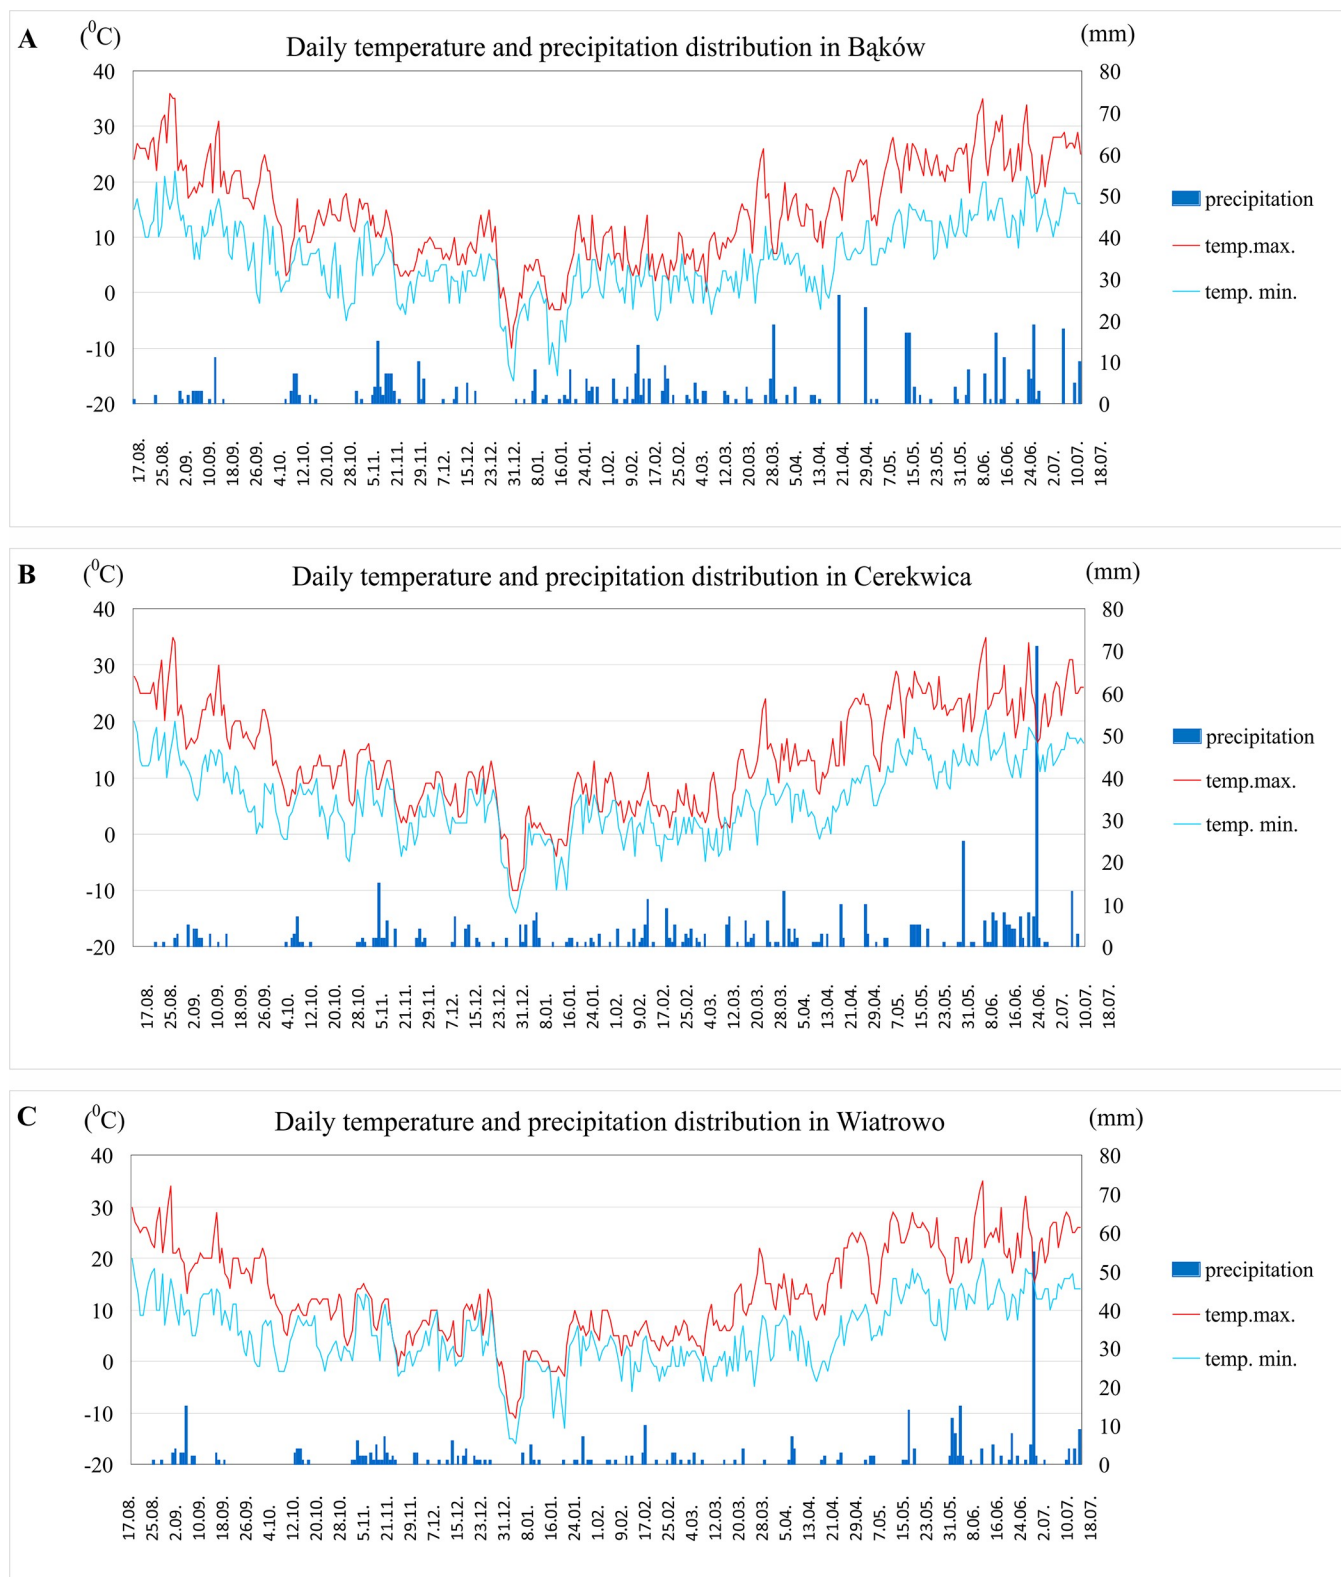 A (⁰C) Daily temperature and precipitation distribution in Bąków (mm)
40 80
30 70
20 60
10 50
0 40
-10 30
-20 20
10
0
precipitation
temp.max.
temp. min.
17.08. 25.08. 2.09. 10.09. 18.09. 26.09. 4.10. 12.10. 20.10. 28.10. 5.11. 21.11. 29.11. 7.12. 15.12. 23.12. 31.12. 8.01. 16.01. 24.01. 1.02. 9.02. 17.02. 25.02. 4.03. 12.03. 20.03. 28.03. 5.04. 13.04. 21.04. 29.04. 7.05. 15.05. 23.05. 31.05. 8.06. 16.06. 24.06. 2.07. 10.07. 18.07.
B (⁰C) Daily temperature and precipitation distribution in Cerekwica (mm)
40 80
30 70
20 60
10 50
0 40
-10 30
-20 20
10
0
precipitation
temp.max.
temp. min.
17.08. 25.08. 2.09. 10.09. 18.09. 26.09. 4.10. 12.10. 20.10. 28.10. 5.11. 21.11. 29.11. 7.12. 15.12. 23.12. 31.12. 8.01. 16.01. 24.01. 1.02. 9.02. 17.02. 25.02. 4.03. 12.03. 20.03. 28.03. 5.04. 13.04. 21.04. 29.04. 7.05. 15.05. 23.05. 31.05. 8.06. 16.06. 24.06. 2.07. 10.07. 18.07.
C (⁰C) Daily temperature and precipitation distribution in Wiatrowo (mm)
40 80
30 70
20 60
10 50
0 40
-10 30
-20 20
10
0
precipitation
temp.max.
temp. min.
17.08. 25.08. 2.09. 10.09. 18.09. 26.09. 4.10. 12.10. 20.10. 28.10. 5.11. 21.11. 29.11. 7.12. 15.12. 23.12. 31.12. 8.01. 16.01. 24.01. 1.02. 9.02. 17.02. 25.02. 4.03. 12.03. 20.03. 28.03. 5.04. 13.04. 21.04. 29.04. 7.05. 15.05. 23.05. 31.05. 8.06. 16.06. 24.06. 2.07. 10.07. 18.07.